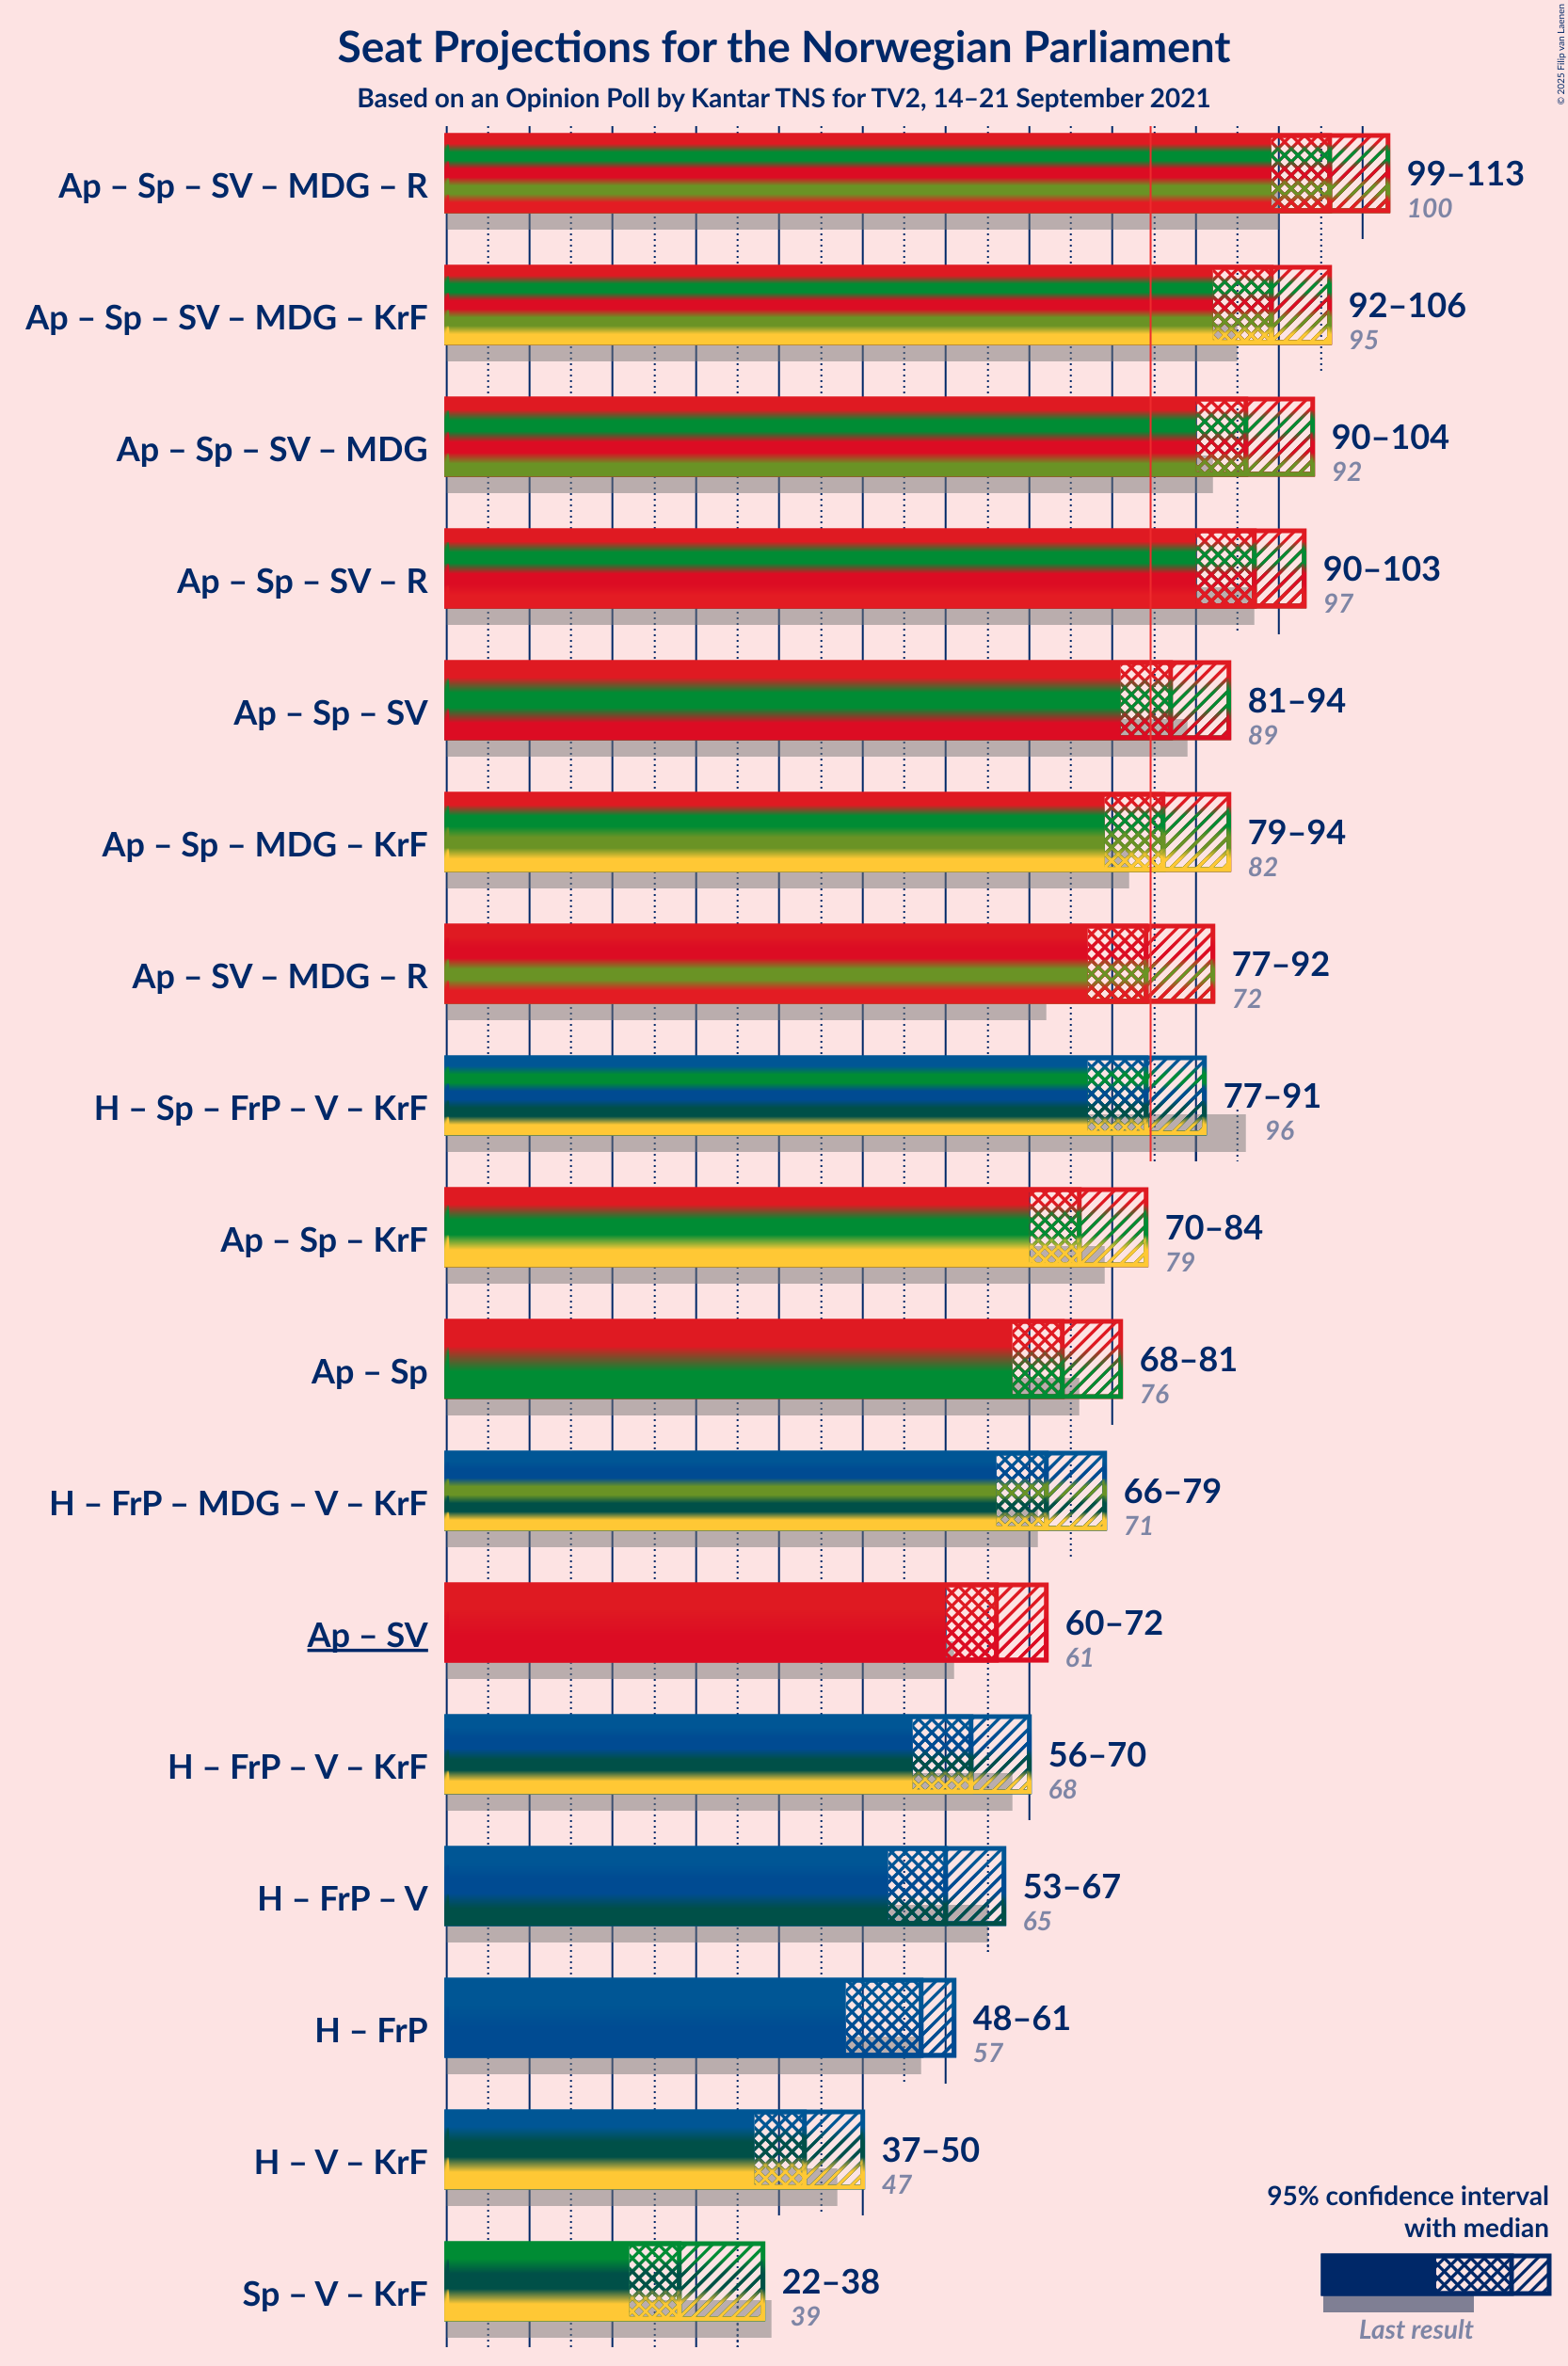 © 2025 Filip van Laenen
Seat Projections for the Norwegian Parliament
Based on an Opinion Poll by Kantar TNS for TV2, 14–21 September 2021
Ap – Sp – SV – MDG – R
99–113
100
Ap – Sp – SV – MDG – KrF
92–106
95
Ap – Sp – SV – MDG
90–104
92
Ap – Sp – SV – R
90–103
97
Ap – Sp – SV
81–94
89
Ap – Sp – MDG – KrF
79–94
82
Ap – SV – MDG – R
77–92
72
H – Sp – FrP – V – KrF
77–91
96
Ap – Sp – KrF
70–84
79
Ap – Sp
68–81
76
H – FrP – MDG – V – KrF
66–79
71
Ap – SV
60–72
61
H – FrP – V – KrF
56–70
68
H – FrP – V
53–67
65
H – FrP
48–61
57
H – V – KrF
37–50
47
Sp – V – KrF
22–38
39
95% confidence interval
with median
Last result